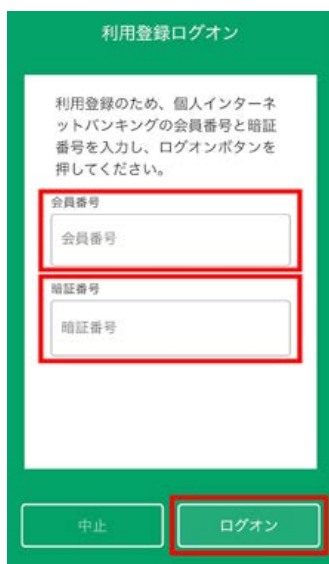 利用登録ログオン
利用登録のため、個人インターネ
ットバンキングの会員番号と暗証
番号を入力し、ログオンボタンを
押してください。
会員番号
会員番号
暗証番号
暗証番号
中止
ログオン